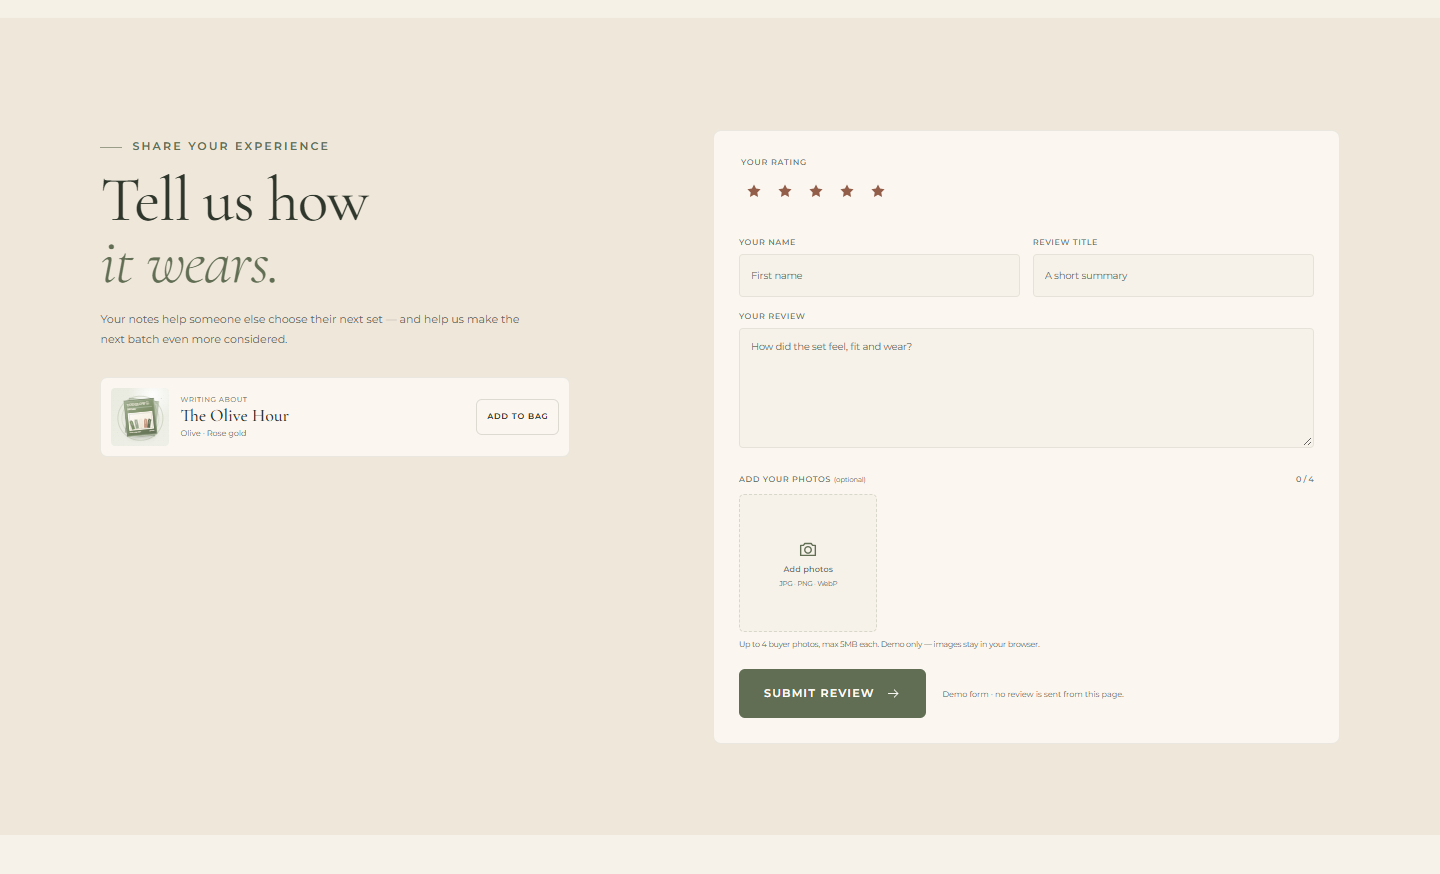 SHARE YOUR EXPERIENCE
Tell us how
it wears.
Your notes help someone else choose their next set — and help us make the
next batch even more considered.
WRITING ABOUT
The Olive Hour
Olive · Rose gold
ADD TO BAG
YOUR RATING
YOUR NAME
REVIEW TITLE
First name
A short summary
YOUR REVIEW
How did the set feel, fit and wear?
ADD YOUR PHOTOS (optional)
0 / 4
Add photos
JPG · PNG · WebP
Up to 4 buyer photos, max 5MB each. Demo only — images stay in your browser.
SUBMIT REVIEW →
Demo form · no review is sent from this page.